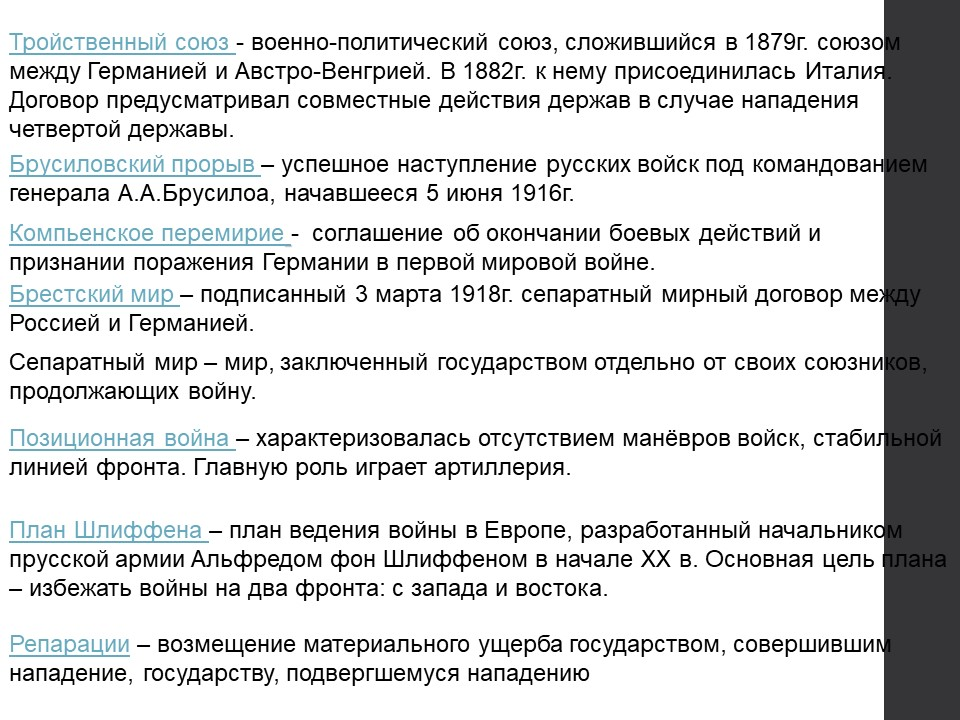 Тройственный союз - военно-политический союз, сложившийся в 1879г. союзом
между Германией и Австро-Венгрией. В 1882г. к нему присоединилась Италия.
Договор предусматривал совместные действия держав в случае нападения
четвертой державы.
Брусиловский прорыв – успешное наступление русских войск под командованием
генерала А.А.Брусилоа, начавшееся 5 июня 1916г.
Компьенское перемирие - соглашение об окончании боевых действий и
признании поражения Германии в первой мировой войне.
Брестский мир – подписанный 3 марта 1918г. сепаратный мирный договор между
Россией и Германией.
Сепаратный мир – мир, заключенный государством отдельно от своих союзников,
продолжающих войну.
Позиционная война – характеризовалась отсутствием манёвров войск, стабильной
линией фронта. Главную роль играет артиллерия.
План Шлиффена – план ведения войны в Европе, разработанный начальником
прусской армии Альфредом фон Шлиффеном в начале XX в. Основная цель плана
– избежать войны на два фронта: с запада и востока.
Репарации – возмещение материального ущерба государством, совершившим
нападение, государству, подвергшемуся нападению